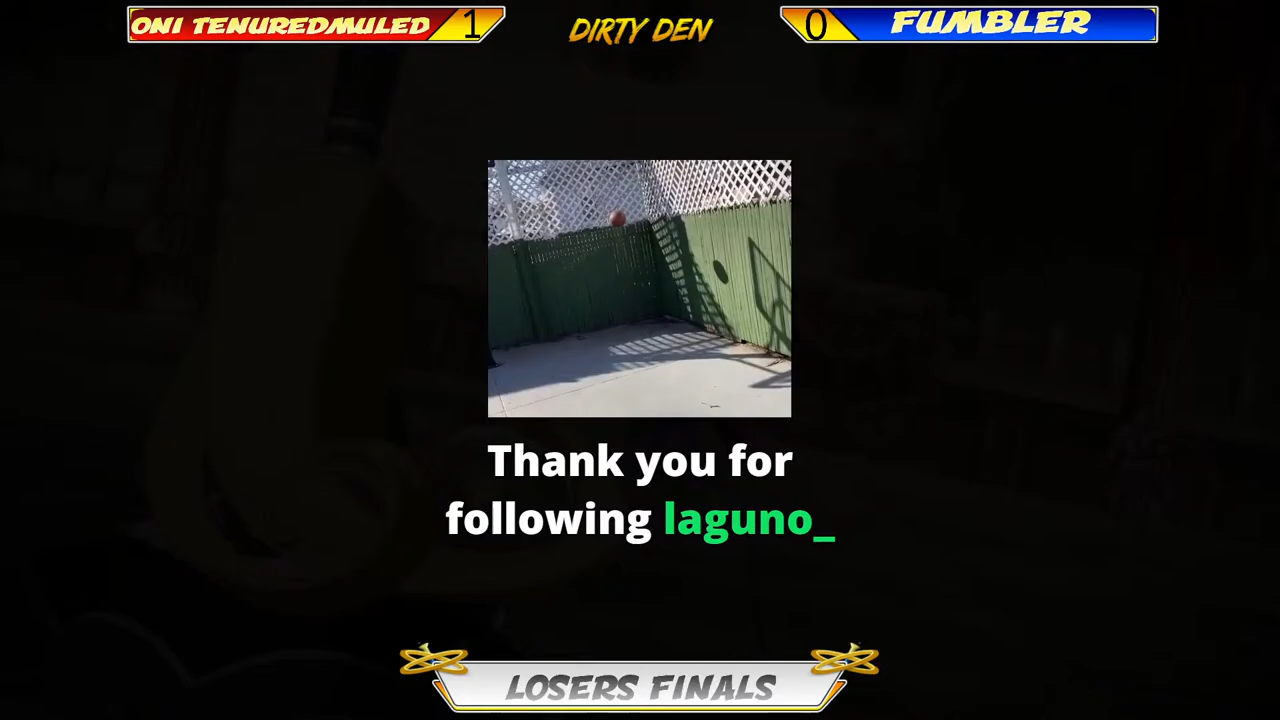 ONI TENUREDMULED 1 DIRTY DEN 0 FUMBLER
Thank you for
following laguno_
LOSERS FINALS